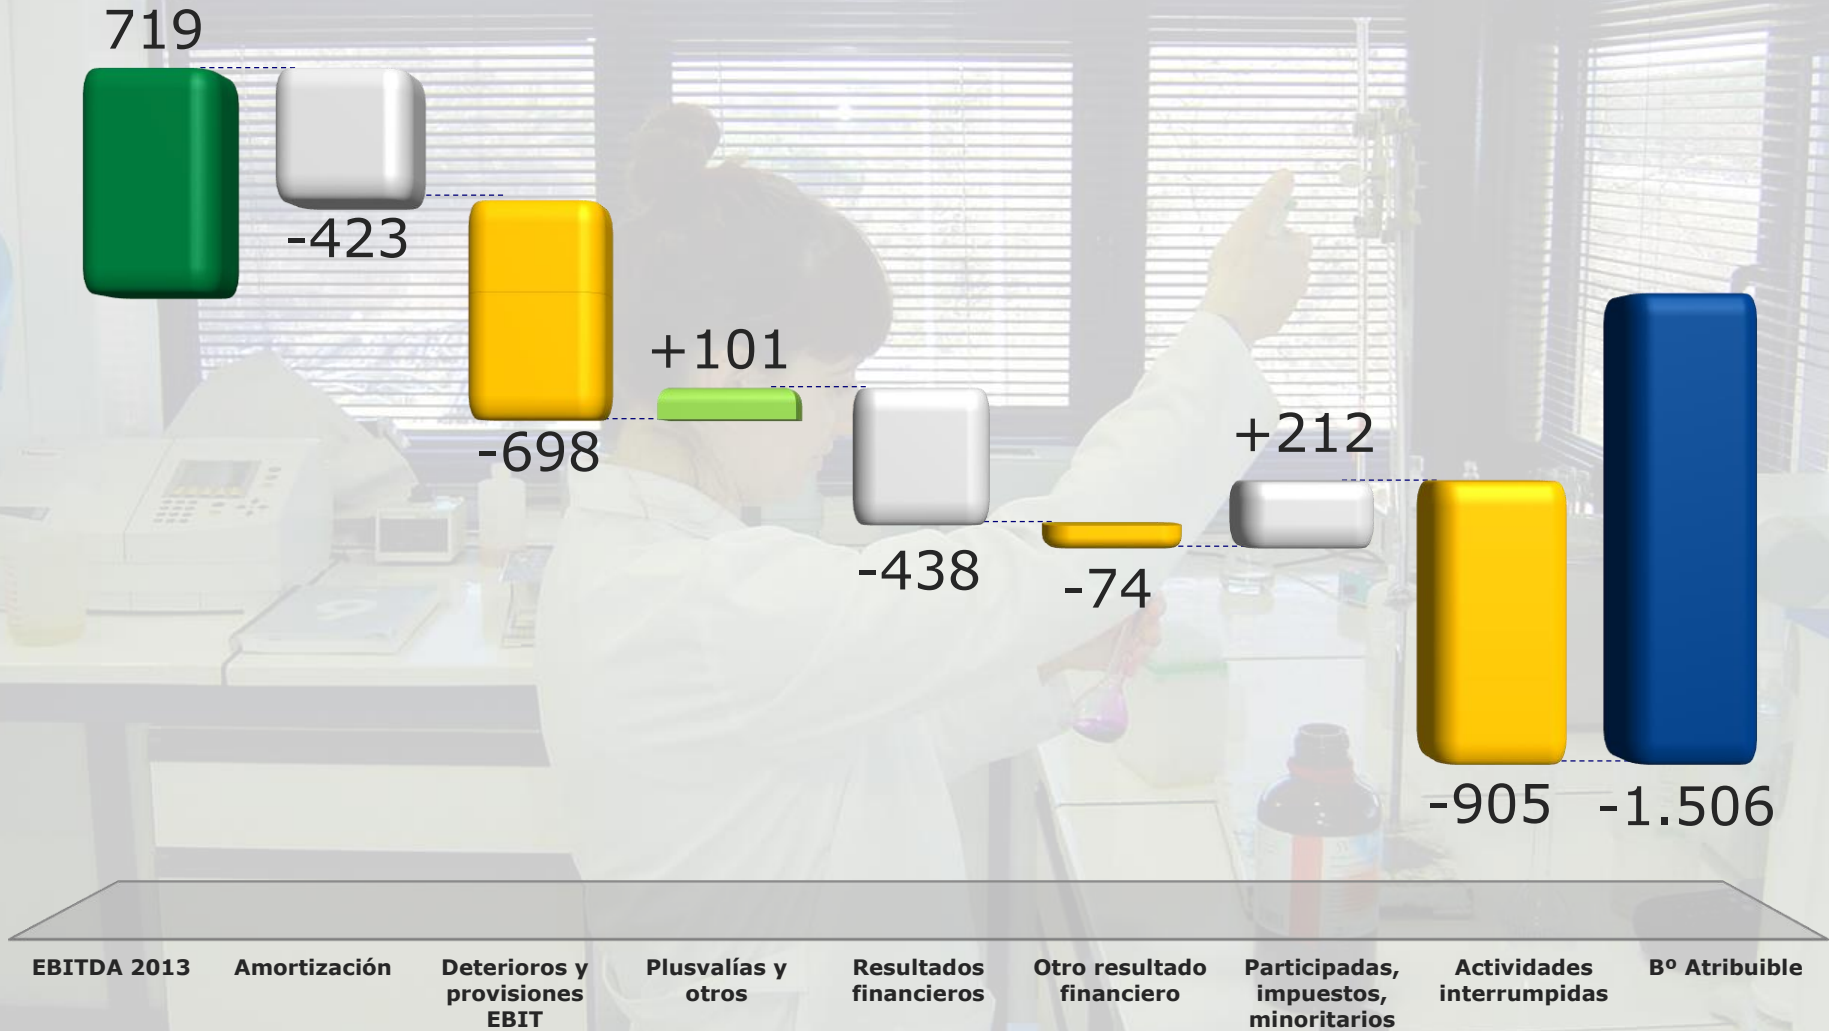 719
-423
-698
+101
-438
-74
+212
-905
-1.506
EBITDA 2013
Amortización
Deterioros y
provisiones
EBIT
Plusvalías y
otros
Resultados
financieros
Otro resultado
financiero
Participadas,
impuestos,
minoritarios
Actividades
interrumpidas
Bº Atribuible